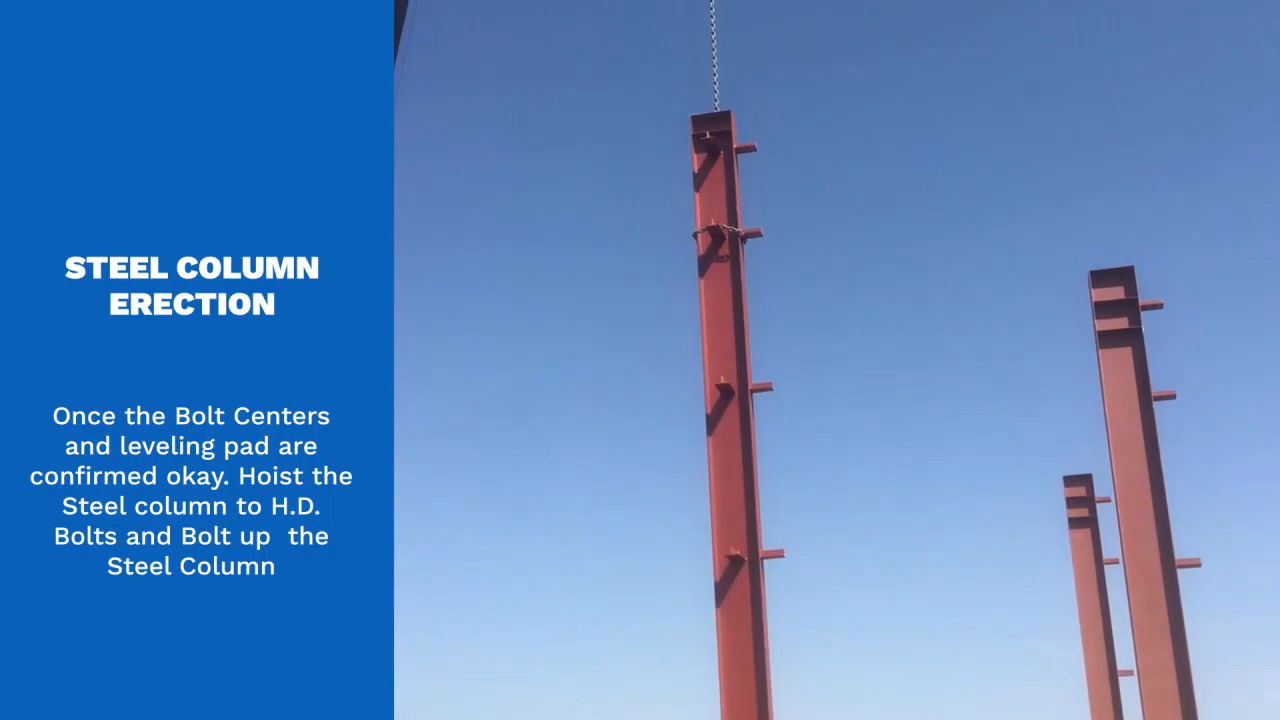 STEEL COLUMN
ERECTION
Once the Bolt Centers
and leveling pad are
confirmed okay. Hoist the
Steel column to H.D.
Bolts and Bolt up  the
Steel Column